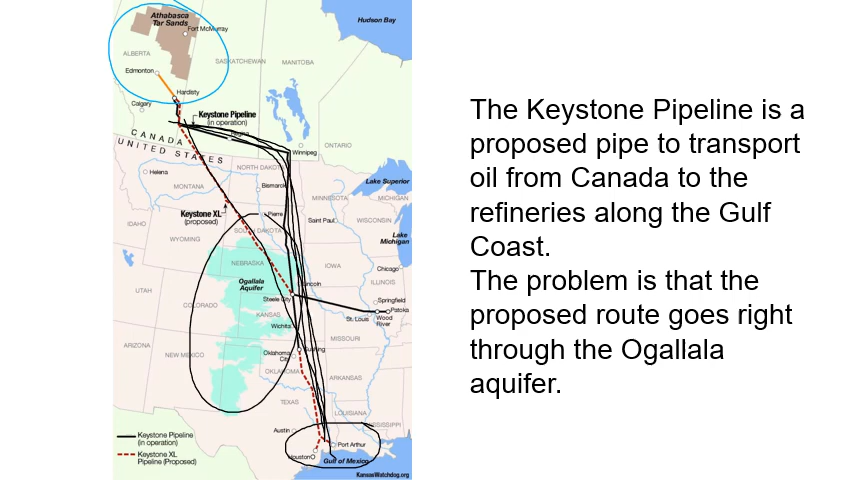 Athabasca
Tar Sands
Fort McMurray
Hudson Bay
ALBERTA
SASKATCHEWAN
MANITOBA
Edmonton
Hardisty
Calgary
Keystone Pipeline
(in operation)
Regina
ONTARIO
Winnipeg
CANADA
UNITED STATES
Helena
NORTH DAKOTA
Lake Superior
MONTANA
Bismarck
MINNESOTA
MICHIGAN
Keystone XL
(proposed)
Pierre
Saint Paul
WISCONSIN
IDAHO
SOUTH DAKOTA
Lake
Michigan
WYOMING
NEBRASKA
IOWA
Chicago
Ogallala
Aquifer
Lincoln
ILLINOIS
UTAH
Steele City
Springfield
COLORADO
Patoka
KANSAS
St. Louis
Wood
River
Wichita
MISSOURI
ARIZONA
NEW MEXICO
Oklahoma
City
Cushing
OKLAHOMA
ARKANSAS
TEXAS
LOUISIANA
MISSISSIPPI
Austin
Port Arthur
Houston
Gulf of Mexico
Keystone Pipeline
(in operation)
Keystone XL
Pipeline (Proposed)
KansasWatchdog.org
The Keystone Pipeline is a
proposed pipe to transport
oil from Canada to the
refineries along the Gulf
Coast.
The problem is that the
proposed route goes right
through the Ogallala
aquifer.